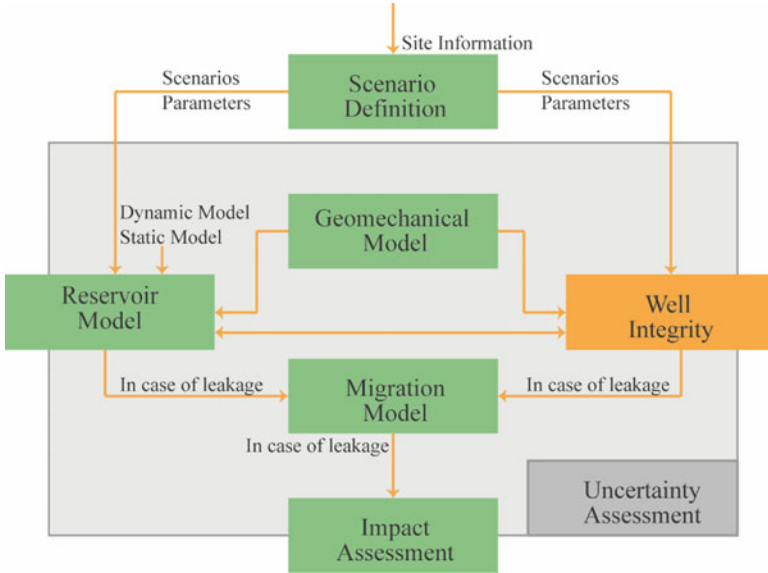 Site Information
Scenario
Definition
Scenarios
Parameters
Scenarios
Parameters
Dynamic Model
Static Model
Geomechanical
Model
Reservoir
Model
Well
Integrity
In case of leakage
Migration
Model
In case of leakage
In case of leakage
Uncertainty
Assessment
Impact
Assessment